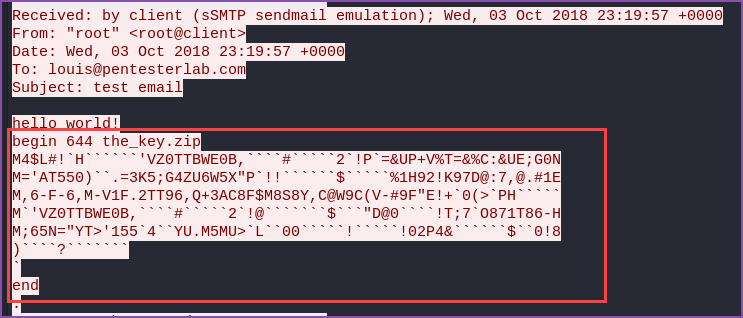 Received: by client (sSMTP sendmail emulation); Wed, 03 Oct 2018 23:19:57 +0000
From: "root" <root@client>
Date: Wed, 03 Oct 2018 23:19:57 +0000
To: louis@pentesterlab.com
Subject: test email
hello world!
begin 644 the_key.zip
M4$L#!`H``````'VZ0TTBWE0B,````#`````2`!P`=&UP+V%T=&%C:&UE;G0N
M='AT550)``.=3K5;G4ZU6W5X"P`!!``````$`````%1H92!K97D@:7,@.#1E
M,6-F-6,M-V1F.2TT96,Q+3AC8F$M8S8Y,C@W9C(V-#9F"E!+`0(>`PH`````
M`'VZ0TTBWE0B,````#`````2`!@```````$```"D@0````!T;7`O871T86-H
M;65N="YT>'155`4``YU.M5MU>`L``00``````!`````!02P4&``````$``0!8
)````?```````
`
end
.